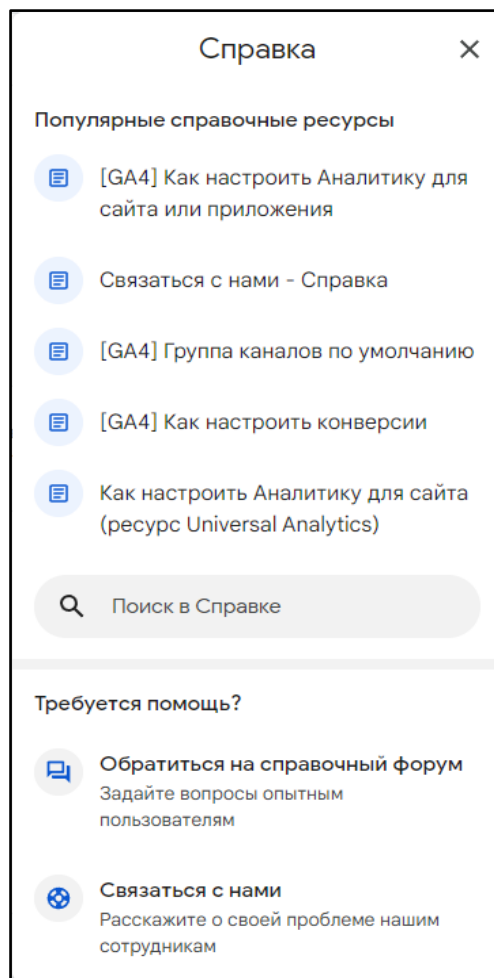 Справка
Популярные справочные ресурсы
[GA4] Как настроить Аналитику для
сайта или приложения
Связаться с нами - Справка
[GA4] Группа каналов по умолчанию
[GA4] Как настроить конверсии
Как настроить Аналитику для сайта
(ресурс Universal Analytics)
Поиск в Справке
Требуется помощь?
Обратиться на справочный форум
Задайте вопросы опытным
пользователям
Связаться с нами
Расскажите о своей проблеме нашим
сотрудникам